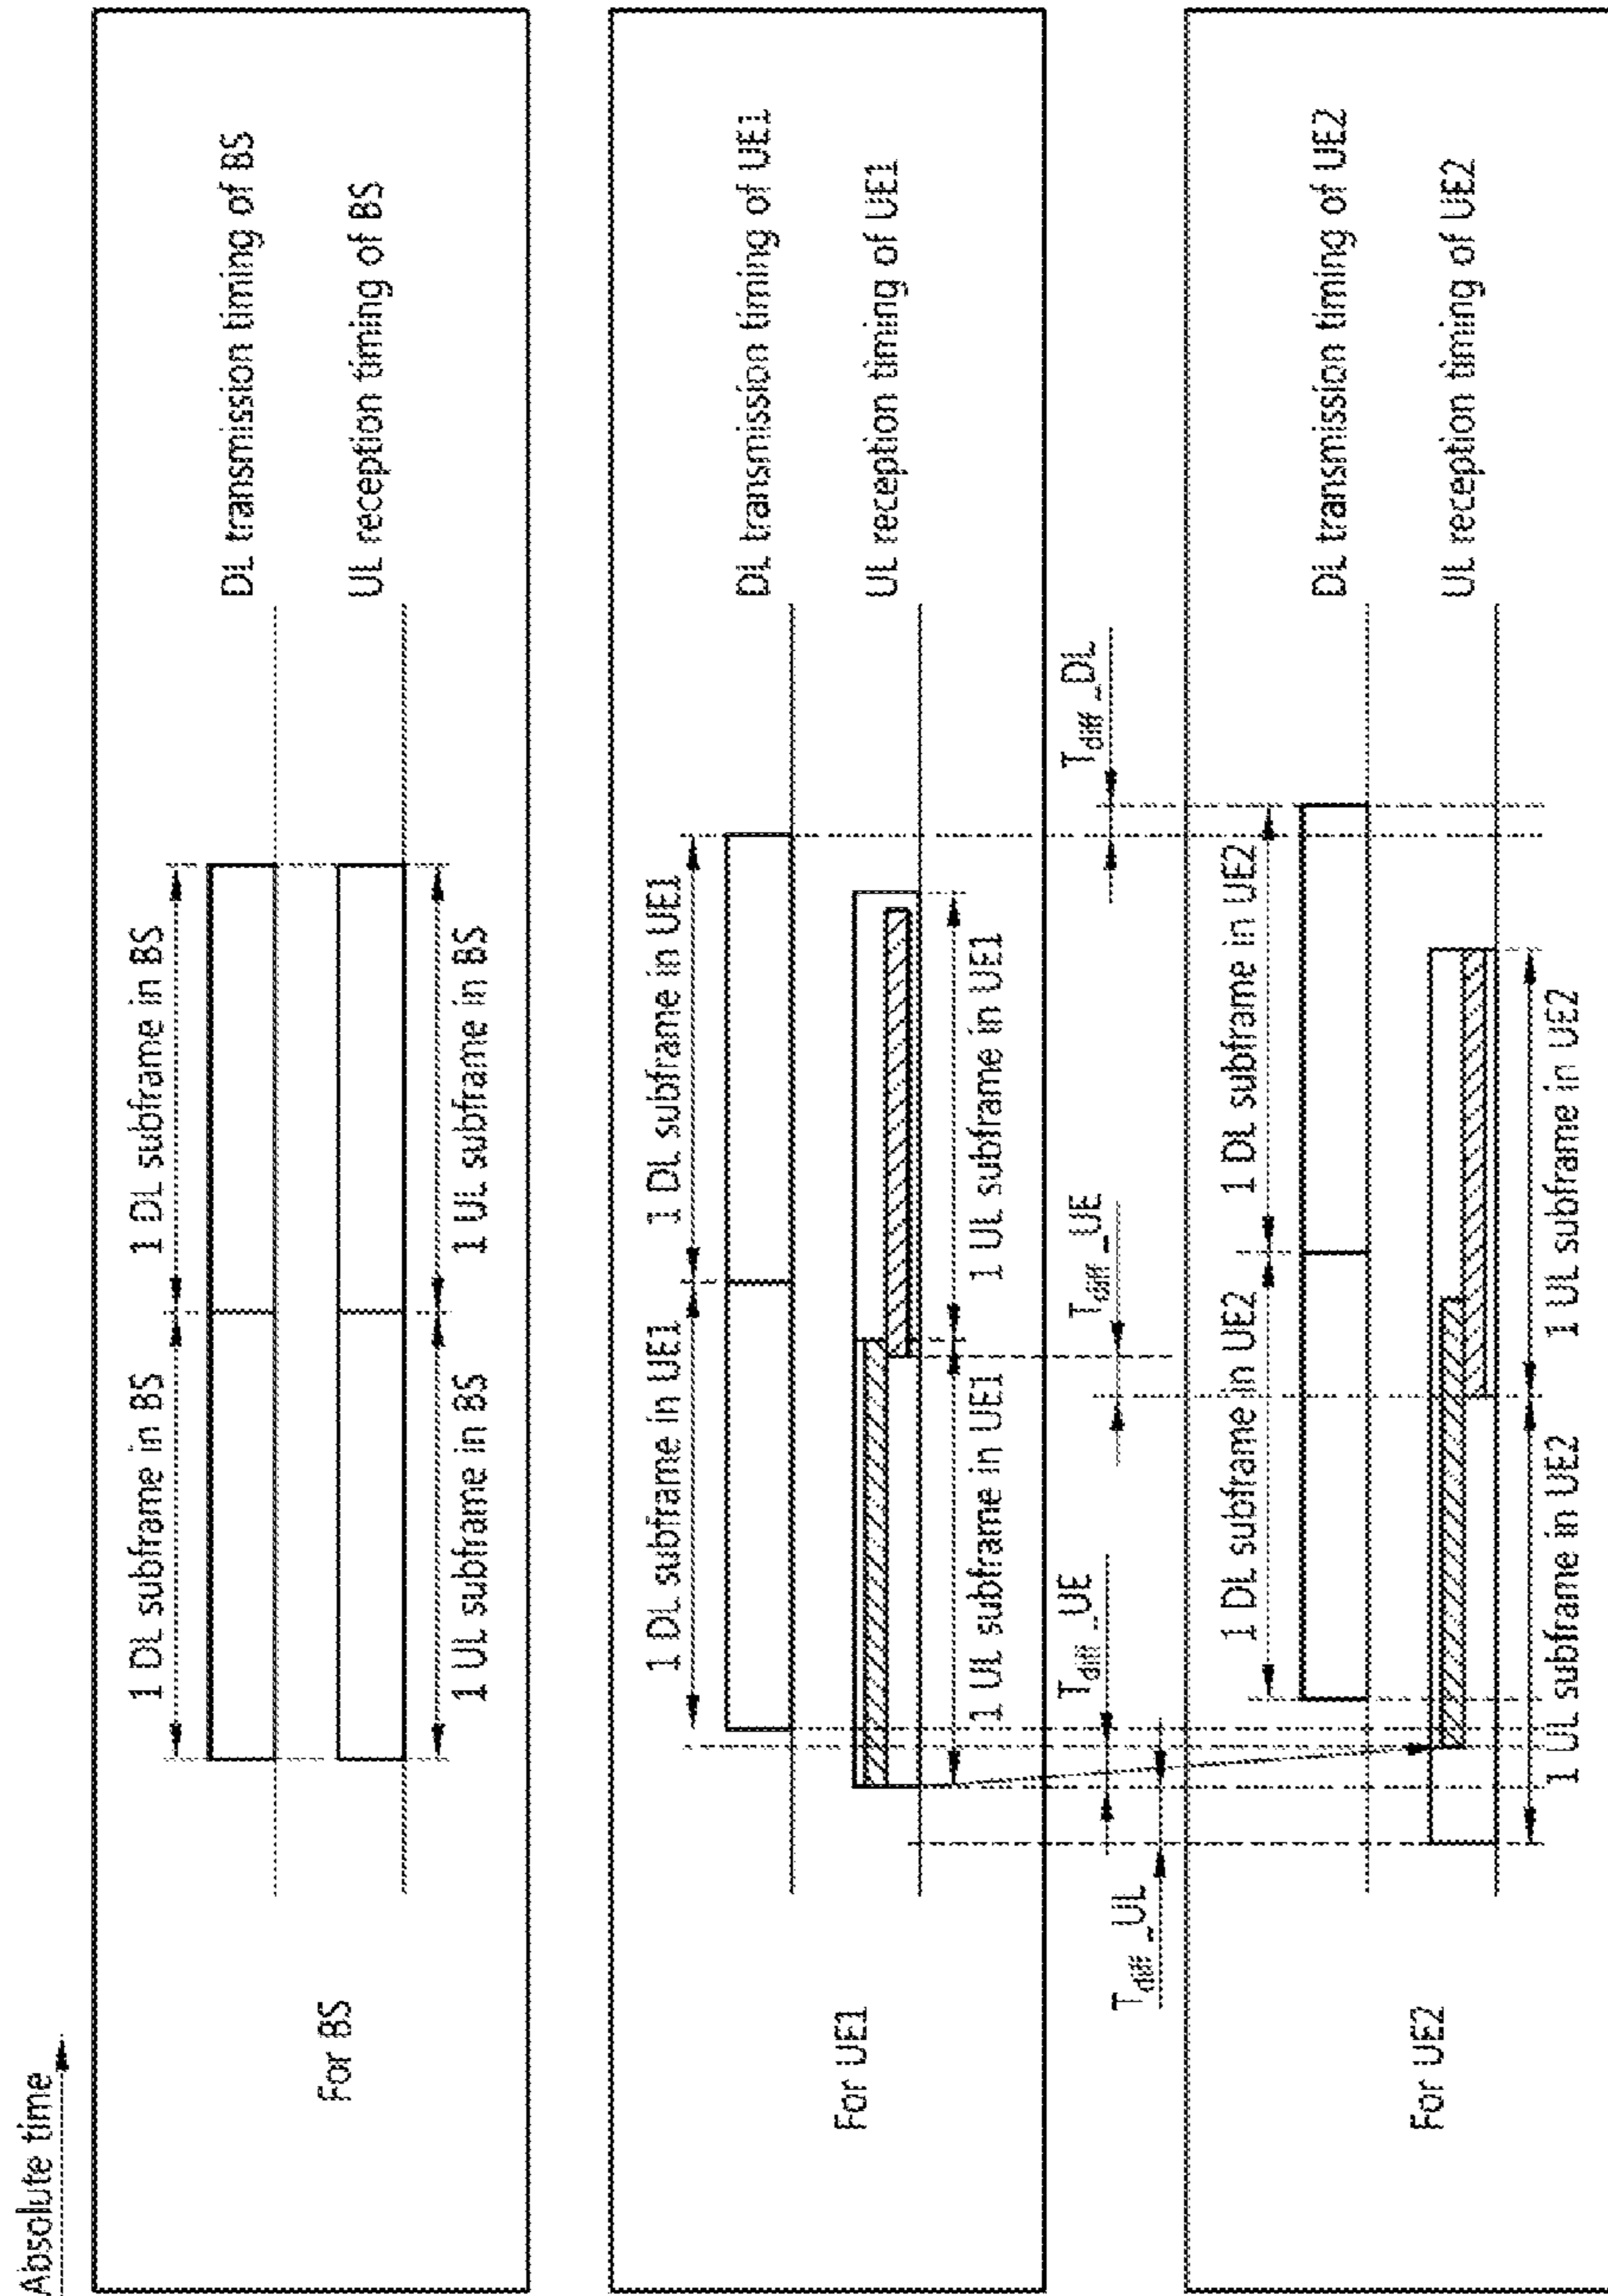 Absolute time
For BS
1 DL subframe in BS
1 DL subframe in BS
DL transmission timing of BS
UL reception timing of BS
1 UL subframe in BS
1 UL subframe in BS
For UE1
1 DL subframe in UE1
1 DL subframe in UE1
DL transmission timing of UE1
UL reception timing of UE1
1 UL subframe in UE1
1 UL subframe in UE1
Tdiff_UL
Tdiff_UE
Tdiff_UE
Tdiff_DL
For UE2
1 DL subframe in UE2
1 DL subframe in UE2
DL transmission timing of UE2
UL reception timing of UE2
1 UL subframe in UE2
1 UL subframe in UE2